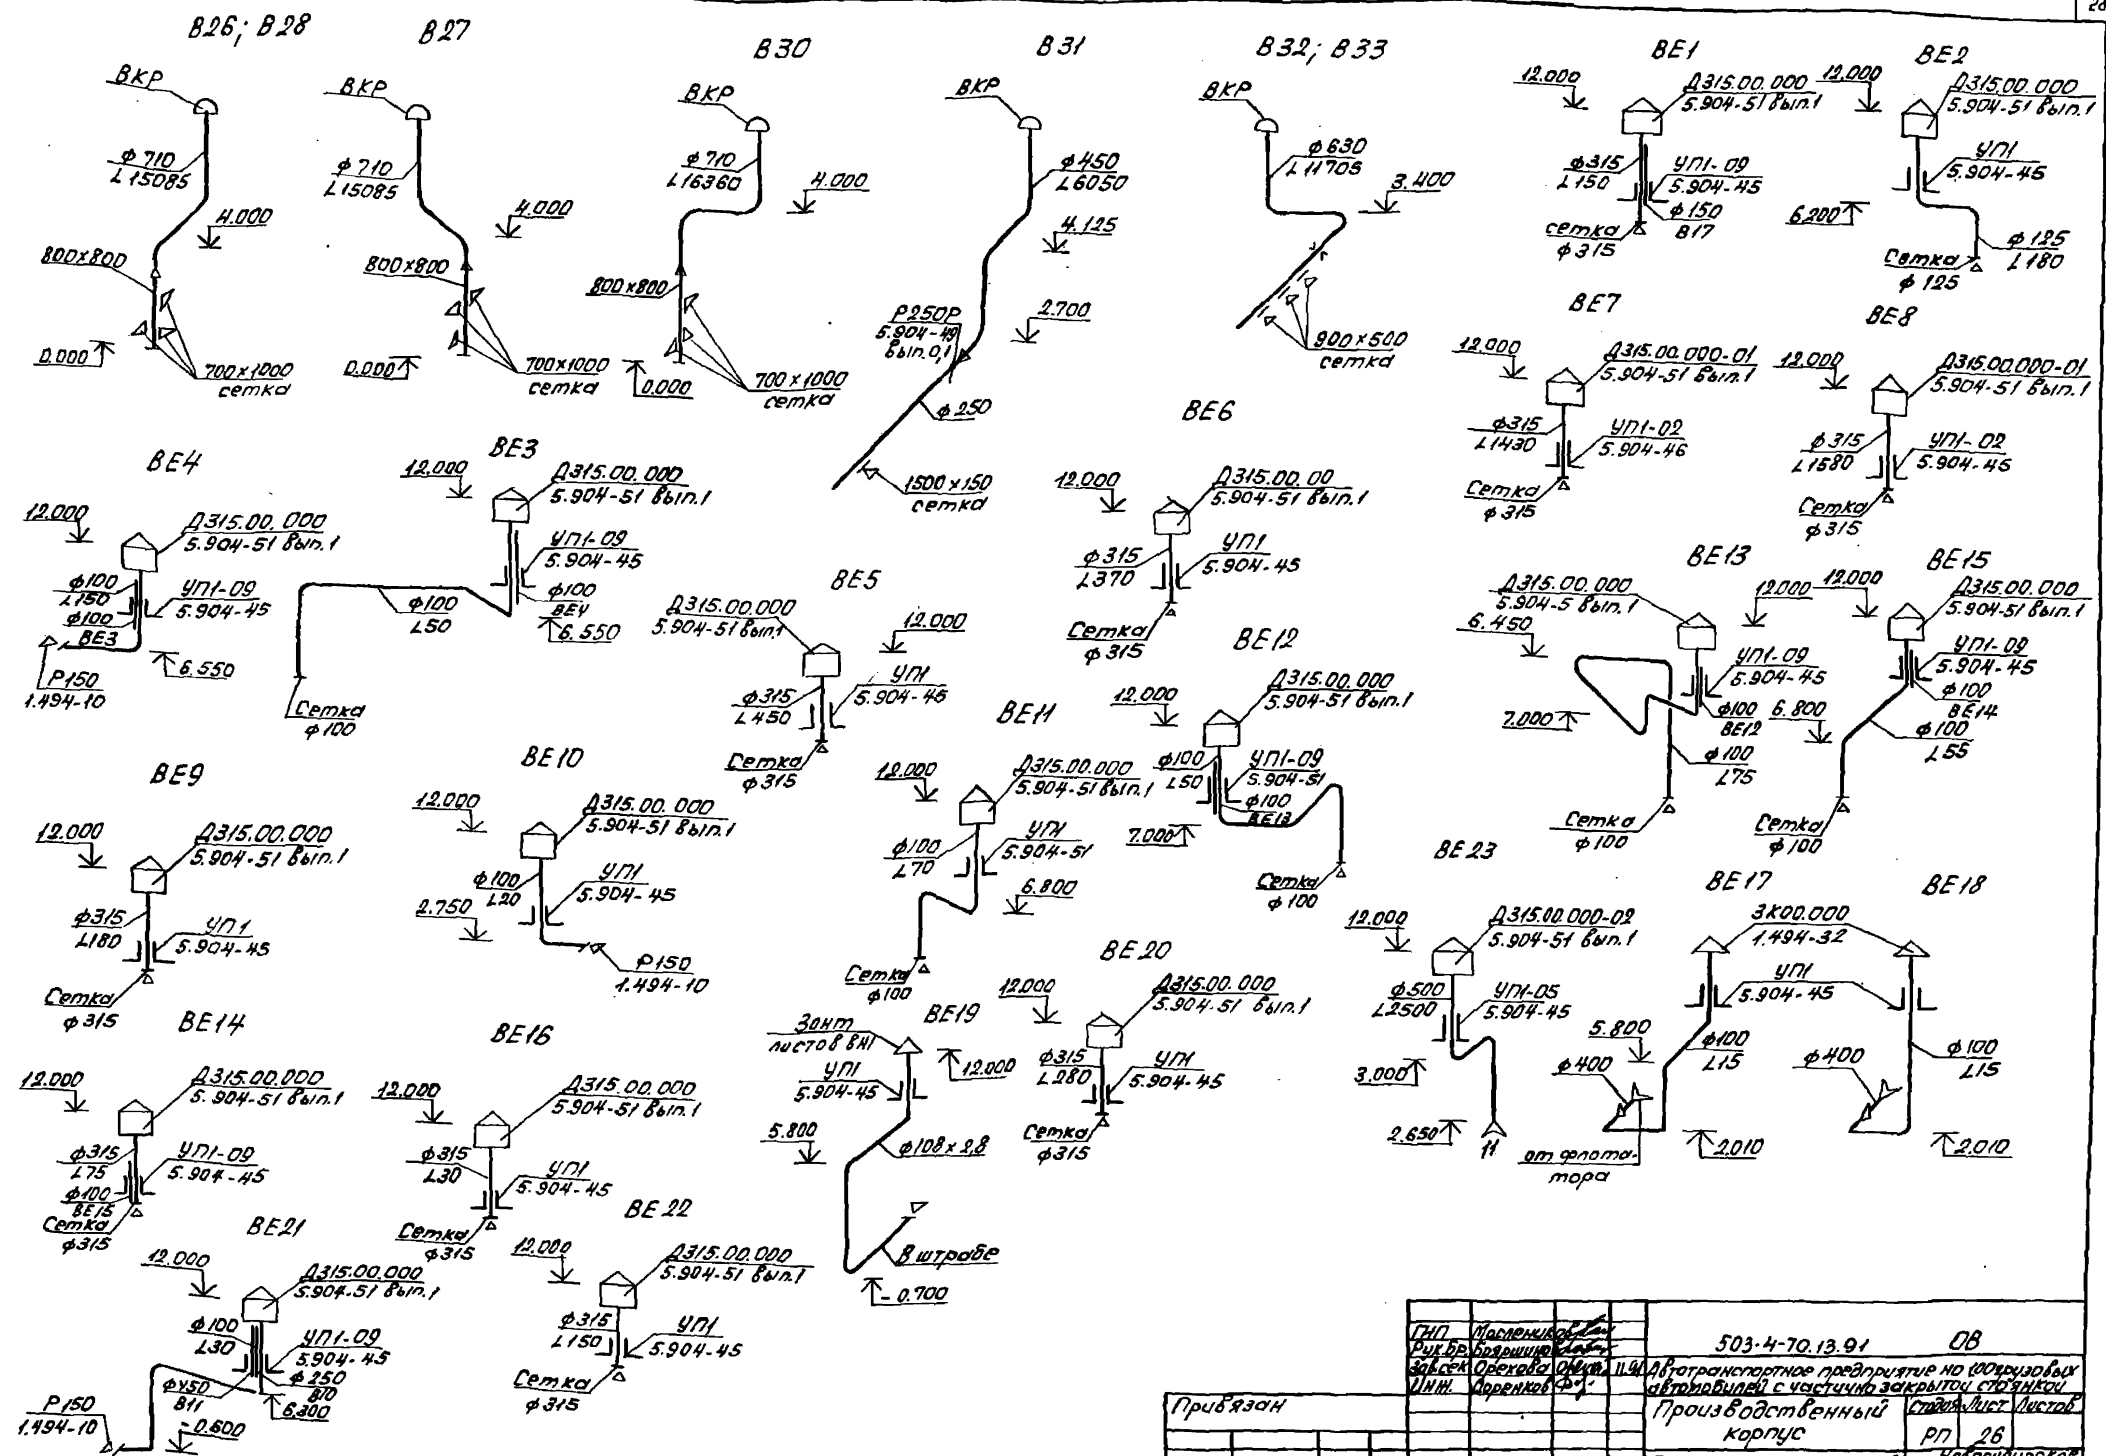 В26; В28
ВКР
ф710
L15085
4.000
800х800
0.000
700х1000
сетка
В27
ВКР
ф710
L15085
4.000
800х800
0.000
700х1000
сетка
В30
ВКР
ф710
L16360
4.000
800х800
0.000
700х1000
сетка
В31
ВКР
ф450
L6050
4.125
2.700
Р250Р
5.904-49
вып.0,1
ф250
1500х150
сетка
В32; В33
ВКР
ф630
L11705
3.400
900х500
сетка
ВЕ1
12.000
Д315.00.000
5.904-51 вып.1
ф315
L150
УП1-09
5.904-45
ф150
В17
сетка
ф315
ВЕ2
12.000
Д315.00.000
5.904-51 вып.1
УП1
5.904-45
6.200
ф125
L180
Сетка
ф125
ВЕ7
12.000
Д315.00.000-01
5.904-51 вып.1
ф315
L1430
УП1-02
5.904-46
Сетка
ф315
ВЕ8
12.000
Д315.00.000-01
5.904-51 вып.1
ф315
L1580
УП1-02
5.904-45
Сетка
ф315
ВЕ4
12.000
Д315.00.000
5.904-51 вып.1
ф100
L150
ф100
ВЕ3
УП1-09
5.904-45
Р150
1.494-10
6.550
ВЕ3
12.000
Д315.00.000
5.904-51 вып.1
УП1-09
5.904-45
ф100
ВЕ4
6.550
ф100
L50
Сетка
ф100
ВЕ5
Д315.00.000
5.904-51 вып.1
12.000
ф315
L450
УП1
5.904-45
Сетка
ф315
ВЕ6
12.000
Д315.00.00
5.904-51 вып.1
ф315
L370
УП1
5.904-45
Сетка
ф315
ВЕ13
Д315.00.000
5.904-5 вып.1
12.000
6.450
УП1-09
5.904-45
7.000
ф100
ВЕ12
ф100
L75
Сетка
ф100
ВЕ15
12.000
Д315.00.000
5.904-51 вып.1
УП1-09
5.904-45
ф100
ВЕ14
6.800
ф100
L55
Сетка
ф100
ВЕ12
12.000
Д315.00.000
5.904-51 вып.1
ф100
L50
УП1-09
5.904-51
ф100
ВЕ13
7.000
Сетка
ф100
ВЕ11
12.000
Д315.00.000
5.904-51 вып.1
ф100
L70
УП1
5.904-51
6.800
Сетка
ф100
ВЕ9
12.000
Д315.00.000
5.904-51 вып.1
ф315
L180
УП1
5.904-45
Сетка
ф315
ВЕ10
12.000
Д315.00.000
5.904-51 вып.1
ф100
L20
УП1
5.904-45
2.750
Р150
1.494-10
ВЕ23
12.000
Д315.00.000-02
5.904-51 вып.1
ф500
L2500
УП1-05
5.904-45
3.000
2.650
11
ВЕ17
ЗК00.000
1.494-32
УП1
5.904-45
5.800
ф100
L15
ф400
от флота-
тора
2.010
ВЕ18
ф400
ф100
L15
2.010
ВЕ14
12.000
Д315.00.000
5.904-51 вып.1
ф315
L75
УП1-09
5.904-45
ф100
ВЕ15
Сетка
ф315
ВЕ16
12.000
Д315.00.000
5.904-51 вып.1
ф315
L30
УП1
5.904-45
Сетка
ф315
ВЕ19
Зонт
листов ВН1
УП1
5.904-45
12.000
5.800
ф108х2,8
В штрабе
-0.700
ВЕ20
12.000
Д315.00.000
5.904-51 вып.1
ф315
L280
УП1
5.904-45
Сетка
ф315
ВЕ21
12.000
Д315.00.000
5.904-51 вып.1
ф100
L30
УП1-09
5.904-45
ф250
В10
ф450
В11
6.300
Р150
1.494-10
-0.600
ВЕ22
12.000
Д315.00.000
5.904-51 вып.1
ф315
L150
УП1
5.904-45
Сетка
ф315
28
ГИП
Рук.бр.
Зав.сек Орехова 11.91
Инж. Доренков
503-4-70.13.91 ОВ
Автотранспортное предприятие на 100 грузовых
автомобилей с частично закрытой стоянкой
Привязан
Производственный
корпус
Стадия Лист Листов
РП 26